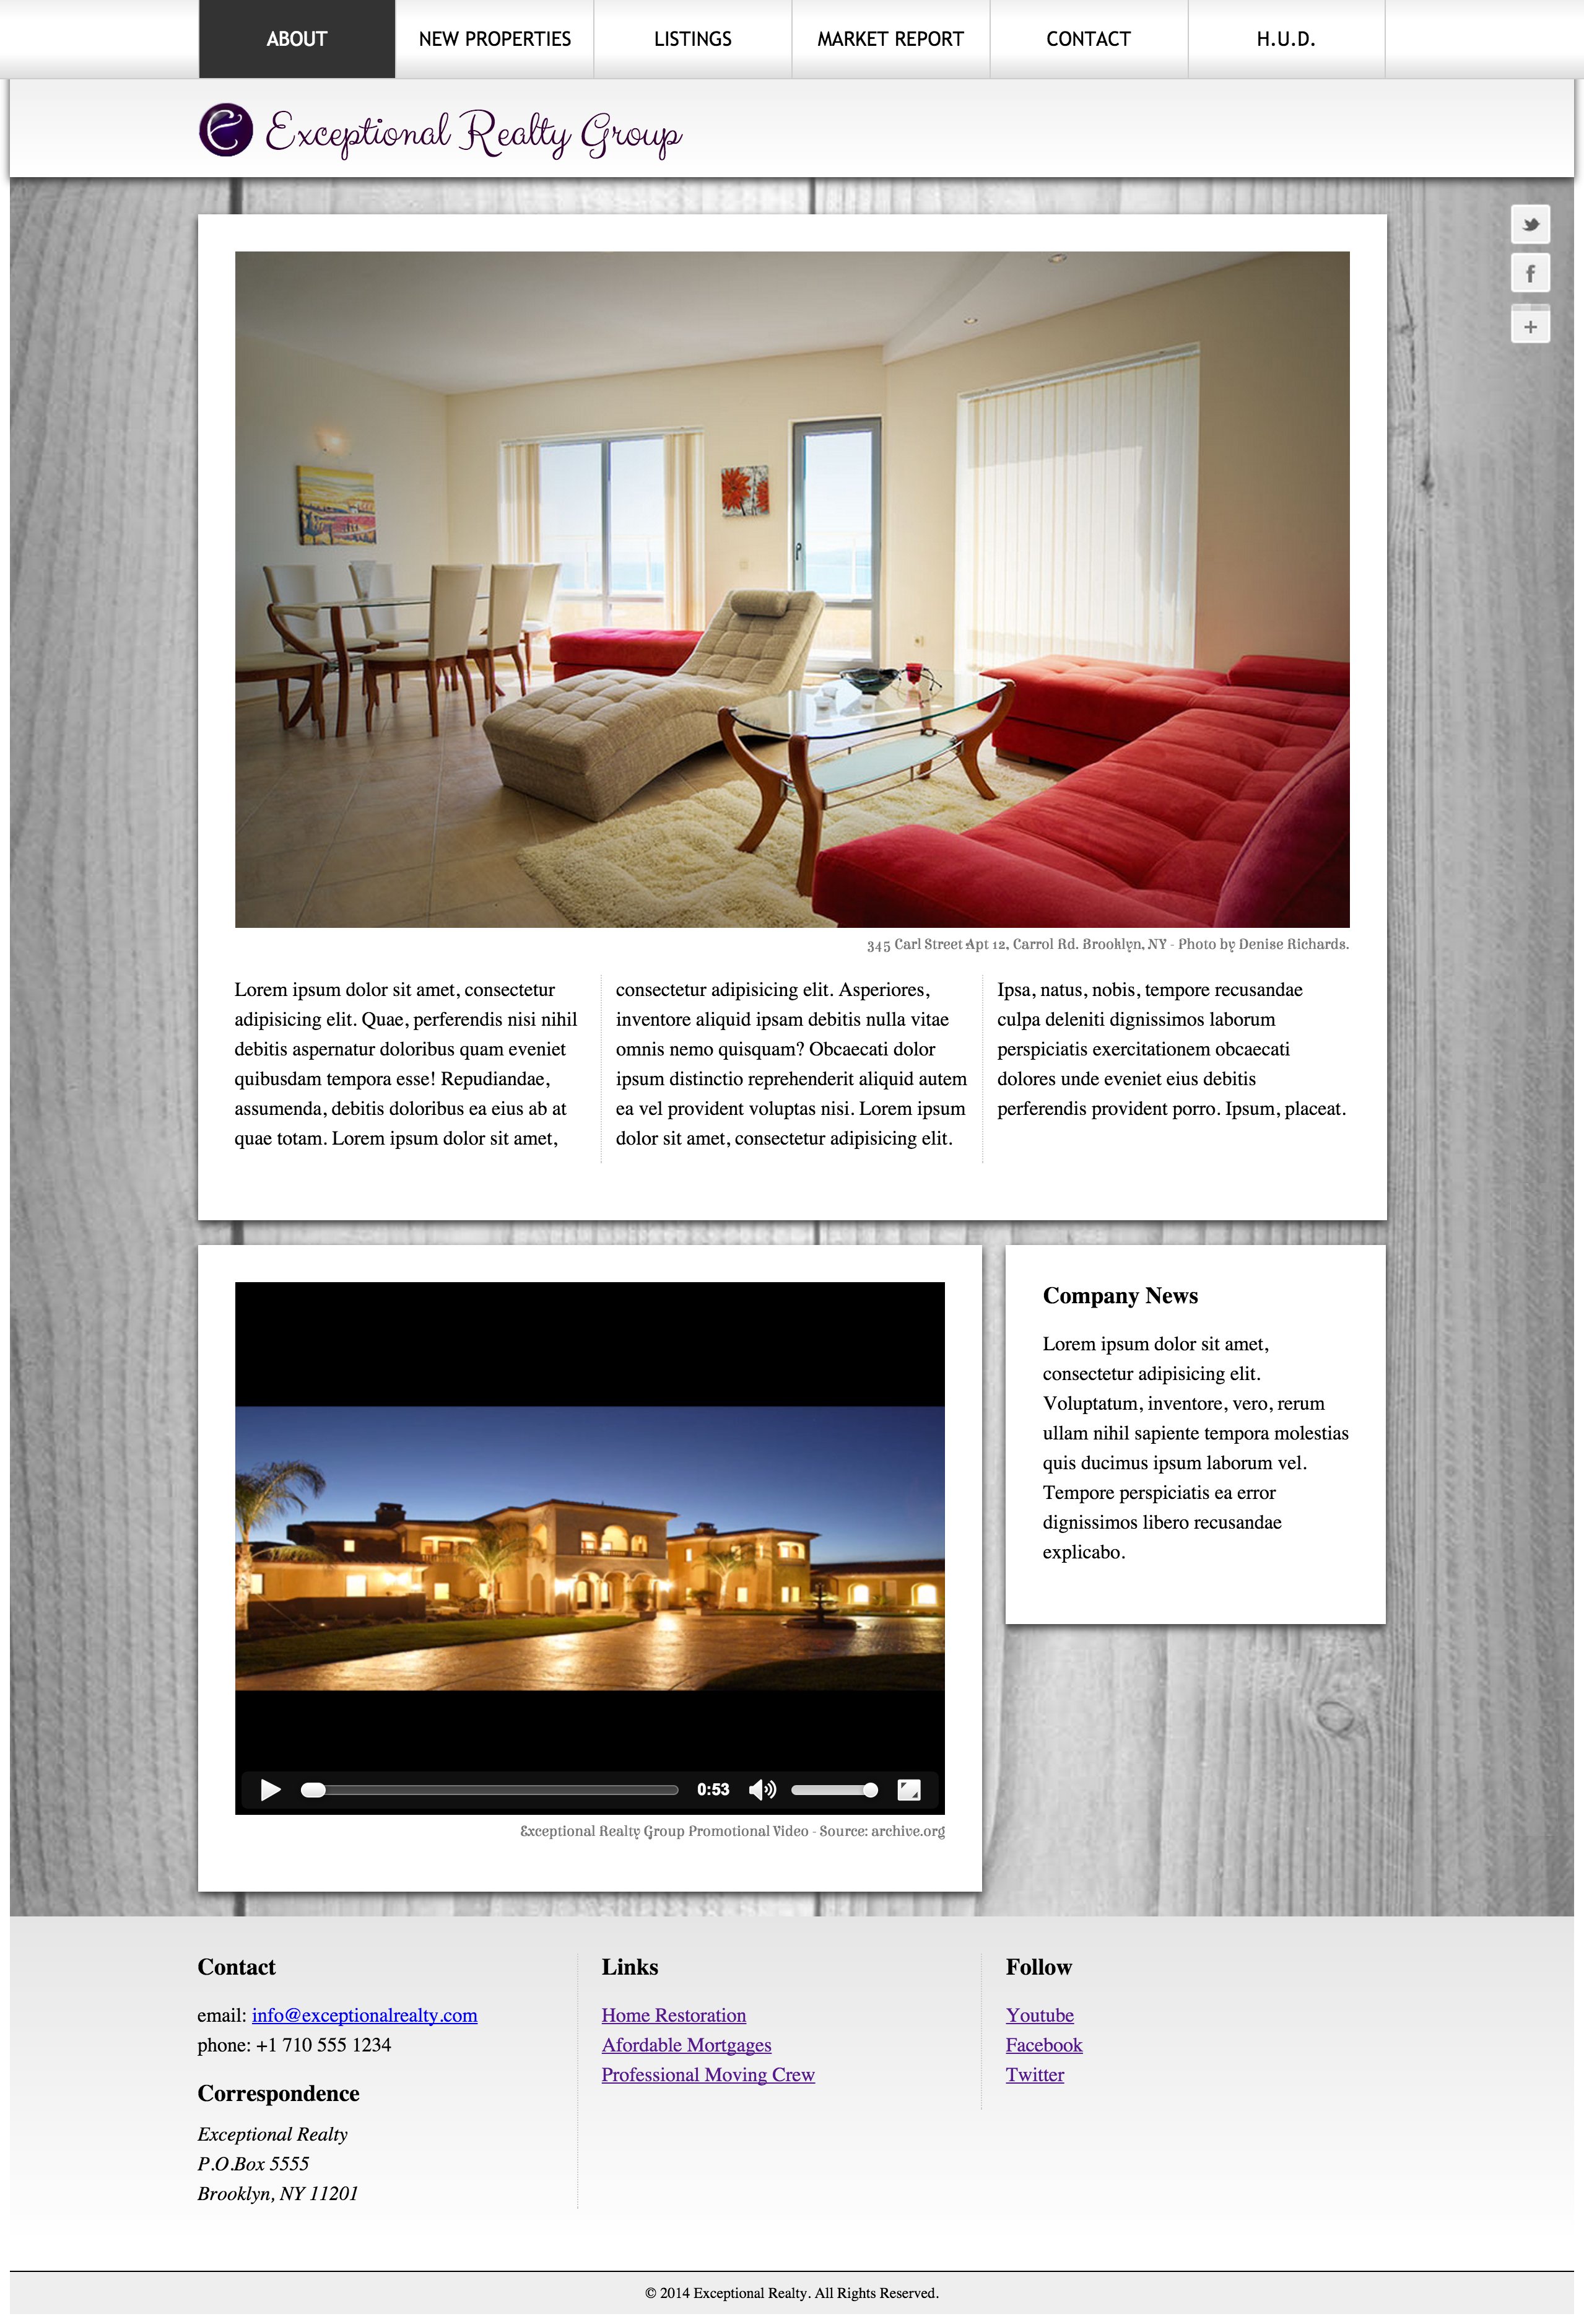 ABOUT
NEW PROPERTIES
LISTINGS
MARKET REPORT
CONTACT
H.U.D.
Exceptional Realty Group
345 Carl Street Apt 12, Carrol Rd. Brooklyn, NY - Photo by Denise Richards.
Lorem ipsum dolor sit amet, consectetur
adipisicing elit. Quae, perferendis nisi nihil
debitis aspernatur doloribus quam eveniet
quibusdam tempora esse! Repudiandae,
assumenda, debitis doloribus ea eius ab at
quae totam. Lorem ipsum dolor sit amet,
consectetur adipisicing elit. Asperiores,
inventore aliquid ipsam debitis nulla vitae
omnis nemo quisquam? Obcaecati dolor
ipsum distinctio reprehenderit aliquid autem
ea vel provident voluptas nisi. Lorem ipsum
dolor sit amet, consectetur adipisicing elit.
Ipsa, natus, nobis, tempore recusandae
culpa deleniti dignissimos laborum
perspiciatis exercitationem obcaecati
dolores unde eveniet eius debitis
perferendis provident porro. Ipsum, placeat.
0:53
Exceptional Realty Group Promotional Video - Source: archive.org
Company News
Lorem ipsum dolor sit amet,
consectetur adipisicing elit.
Voluptatum, inventore, vero, rerum
ullam nihil sapiente tempora molestias
quis ducimus ipsum laborum vel.
Tempore perspiciatis ea error
dignissimos libero recusandae
explicabo.
Contact
email: info@exceptionalrealty.com
phone: +1 710 555 1234
Correspondence
Exceptional Realty
P.O.Box 5555
Brooklyn, NY 11201
Links
Home Restoration
Afordable Mortgages
Professional Moving Crew
Follow
Youtube
Facebook
Twitter
© 2014 Exceptional Realty. All Rights Reserved.